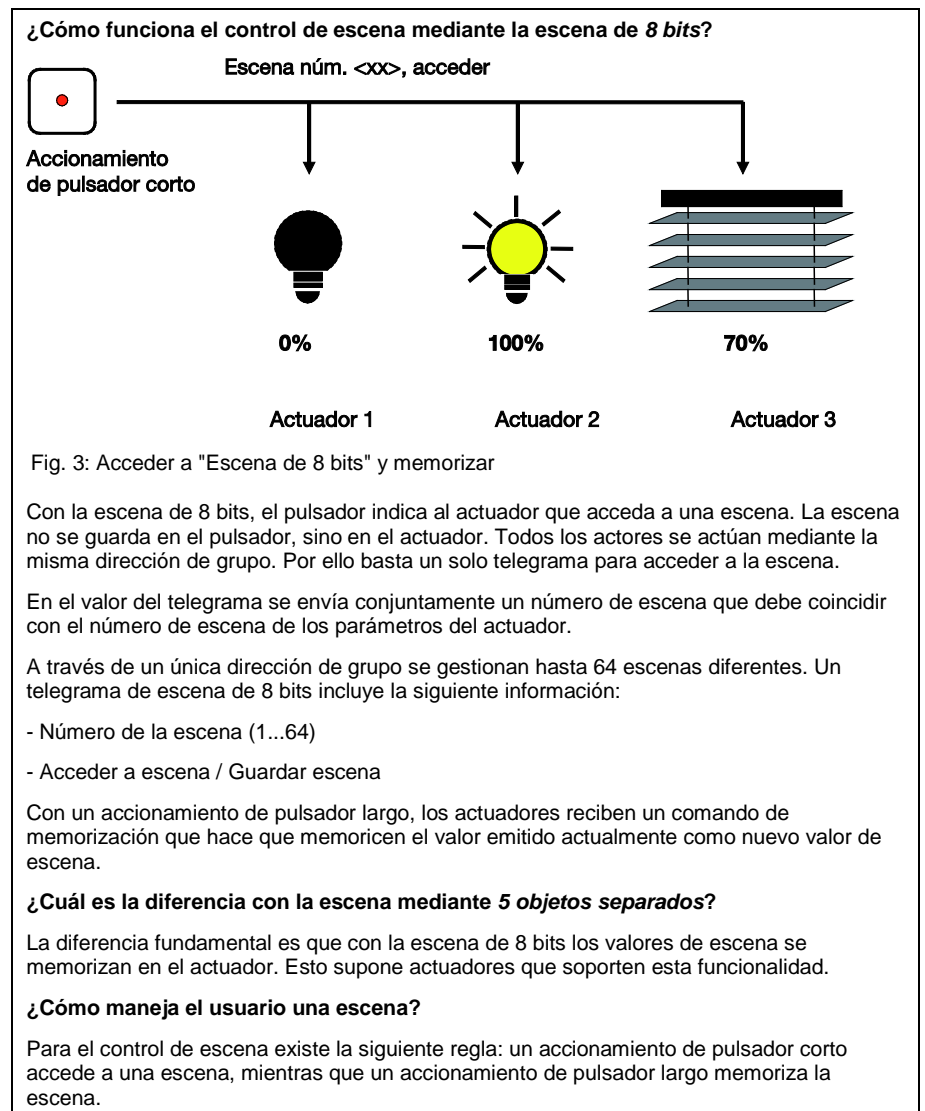 ¿Cómo funciona el control de escena mediante la escena de 8 bits?
Escena núm. <xx>, acceder
Accionamiento
de pulsador corto
0%
100%
70%
Actuador 1
Actuador 2
Actuador 3
Fig. 3: Acceder a "Escena de 8 bits" y memorizar
Con la escena de 8 bits, el pulsador indica al actuador que acceda a una escena. La escena
no se guarda en el pulsador, sino en el actuador. Todos los actores se actúan mediante la
misma dirección de grupo. Por ello basta un solo telegrama para acceder a la escena.
En el valor del telegrama se envía conjuntamente un número de escena que debe coincidir
con el número de escena de los parámetros del actuador.
A través de un única dirección de grupo se gestionan hasta 64 escenas diferentes. Un
telegrama de escena de 8 bits incluye la siguiente información:
- Número de la escena (1...64)
- Acceder a escena / Guardar escena
Con un accionamiento de pulsador largo, los actuadores reciben un comando de
memorización que hace que memoricen el valor emitido actualmente como nuevo valor de
escena.
¿Cuál es la diferencia con la escena mediante 5 objetos separados?
La diferencia fundamental es que con la escena de 8 bits los valores de escena se
memorizan en el actuador. Esto supone actuadores que soporten esta funcionalidad.
¿Cómo maneja el usuario una escena?
Para el control de escena existe la siguiente regla: un accionamiento de pulsador corto
accede a una escena, mientras que un accionamiento de pulsador largo memoriza la
escena.